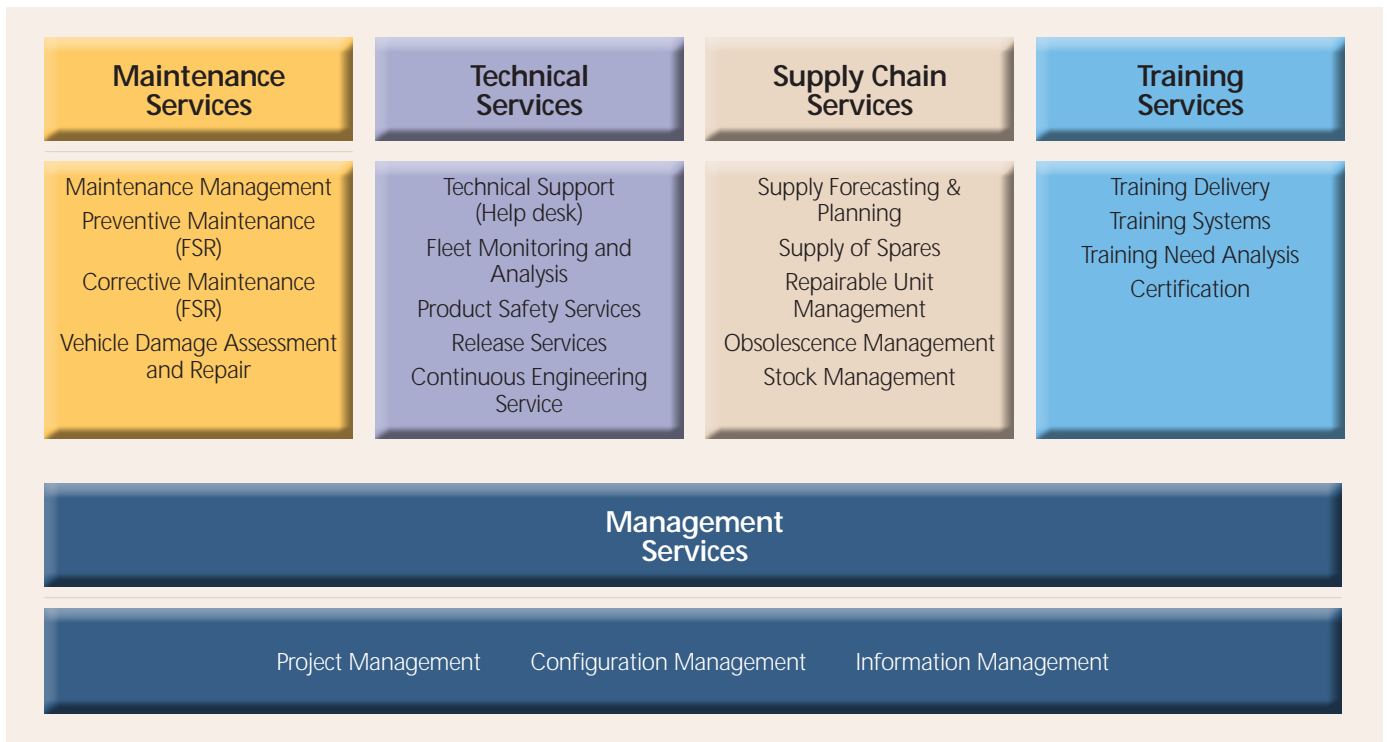 Maintenance
Services
Technical
Services
Supply Chain
Services
Training
Services
Maintenance Management
Preventive Maintenance
(FSR)
Corrective Maintenance
(FSR)
Vehicle Damage Assessment
and Repair
Technical Support
(Help desk)
Fleet Monitoring and
Analysis
Product Safety Services
Release Services
Continuous Engineering
Service
Supply Forecasting &
Planning
Supply of Spares
Repairable Unit
Management
Obsolescence Management
Stock Management
Training Delivery
Training Systems
Training Need Analysis
Certification
Management
Services
Project Management Configuration Management Information Management